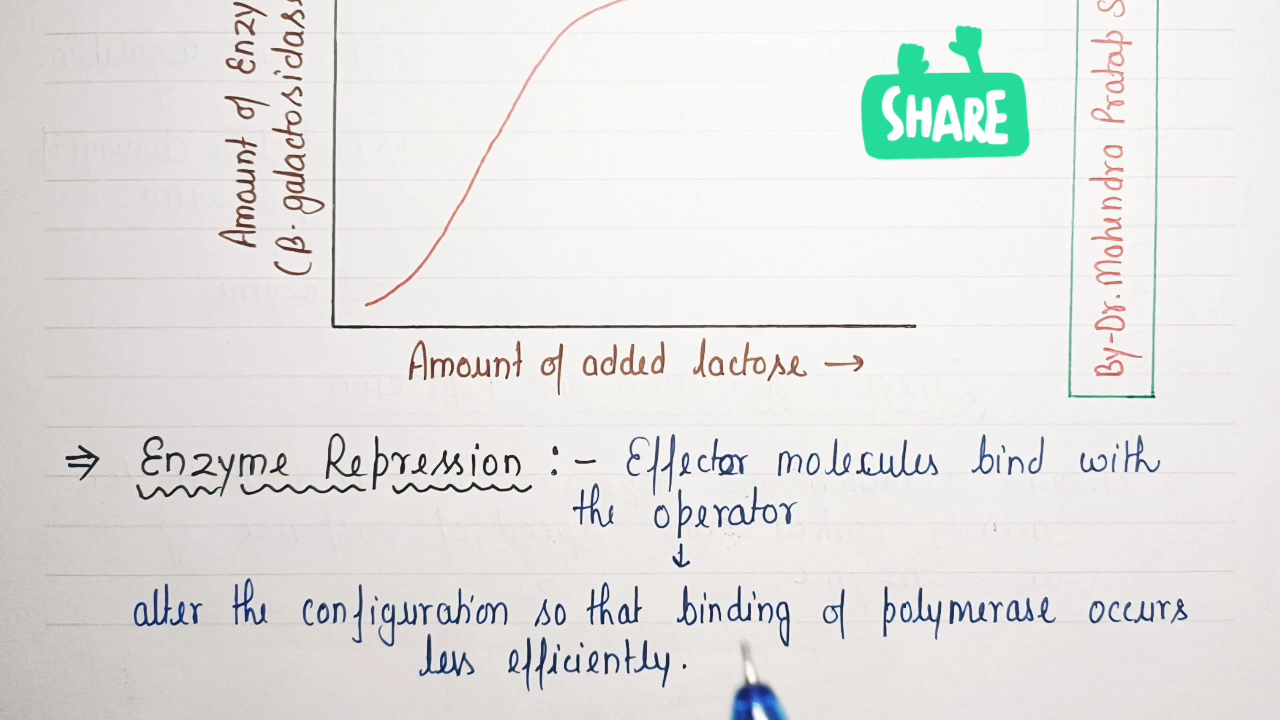 Amount of Enzy
(β-galactosidas
SHARE
By-Dr. Mahendra Pratap S
Amount of added lactose →
⇒ Enzyme Repression :- Effector molecules bind with
the operator
↓
alter the configuration so that binding of polymerase occurs
less efficiently.